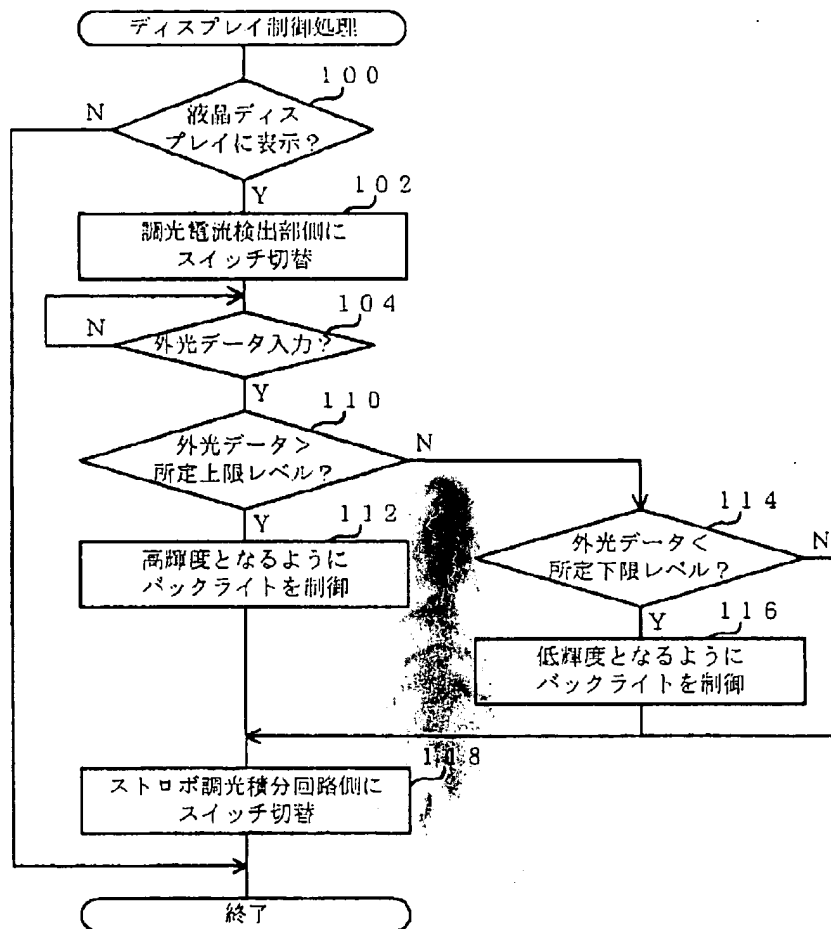 ディスプレイ制御処理
100
液晶ディス
プレイに表示?
N
Y
102
調光電流検出部側に
スイッチ切替
104
外光データ入力?
N
Y
110
外光データ>
所定上限レベル?
N
Y
112
高輝度となるように
バックライトを制御
114
外光データ<
所定下限レベル?
N
Y
116
低輝度となるように
バックライトを制御
118
ストロボ調光積分回路側に
スイッチ切替
終了